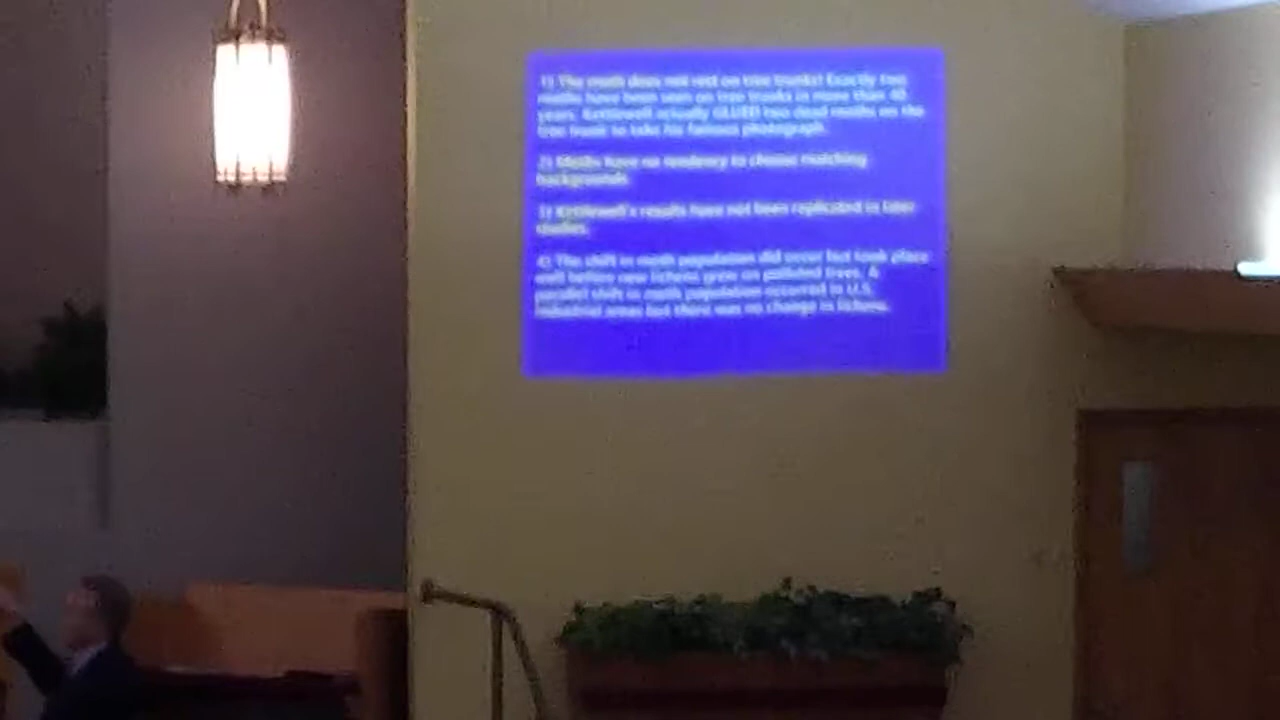 1) The moth does not rest on tree trunks! Exactly two
moths have been seen on tree trunks in more than 40
years. Kettlewell actually GLUED two dead moths on the
tree trunk to take his famous photograph.
2) Moths have no tendency to choose matching
backgrounds.
3) Kettlewell's results have not been replicated in later
studies.
4) The shift in moth population did occur but took place
well before new lichens grew on polluted trees. A
parallel shift in moth population occurred in U.S.
industrial areas but there was no change in lichens.